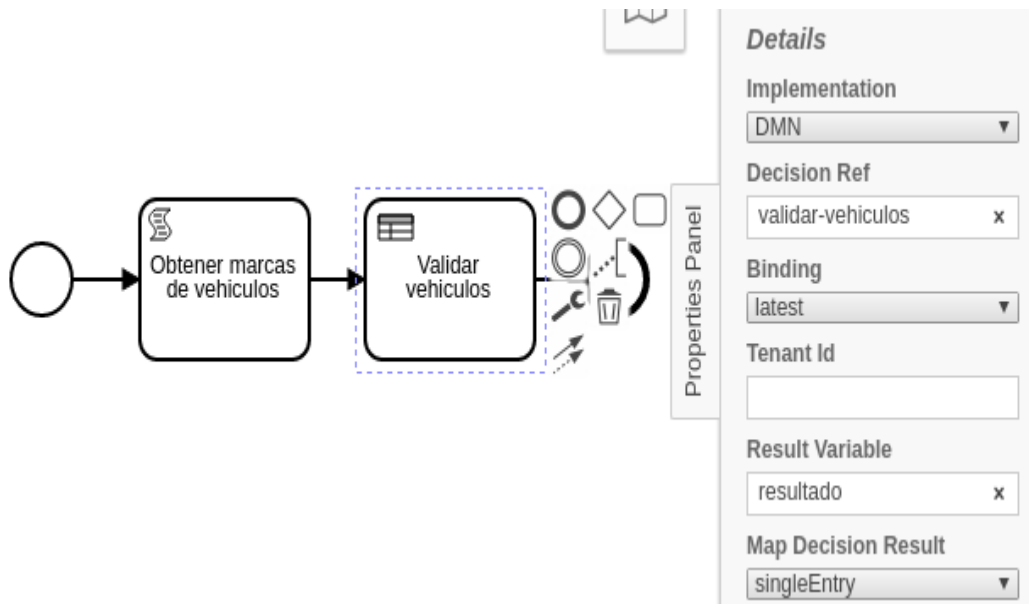 Obtener marcas
de vehiculos
Validar
vehiculos
Properties Panel
Details
Implementation
DMN
Decision Ref
validar-vehiculos
x
Binding
latest
Tenant Id
Result Variable
resultado
x
Map Decision Result
singleEntry